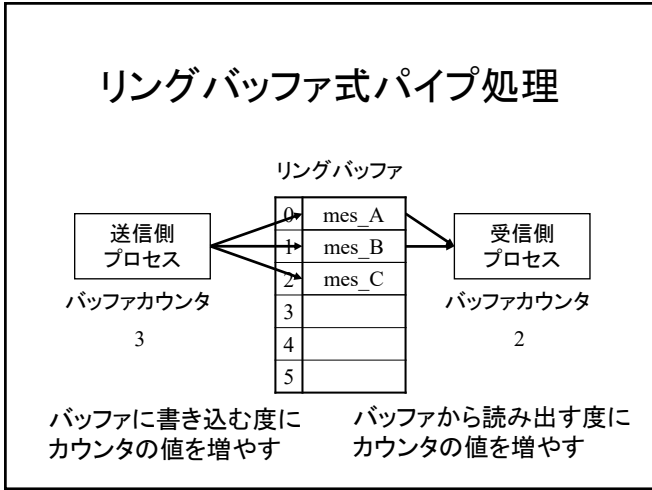 リングバッファ式パイプ処理
リングバッファ
送信側
プロセス
バッファカウンタ
3
0 mes_A
1 mes_B
2 mes_C
3
4
5
受信側
プロセス
バッファカウンタ
2
バッファに書き込む度に
カウンタの値を増やす
バッファから読み出す度に
カウンタの値を増やす